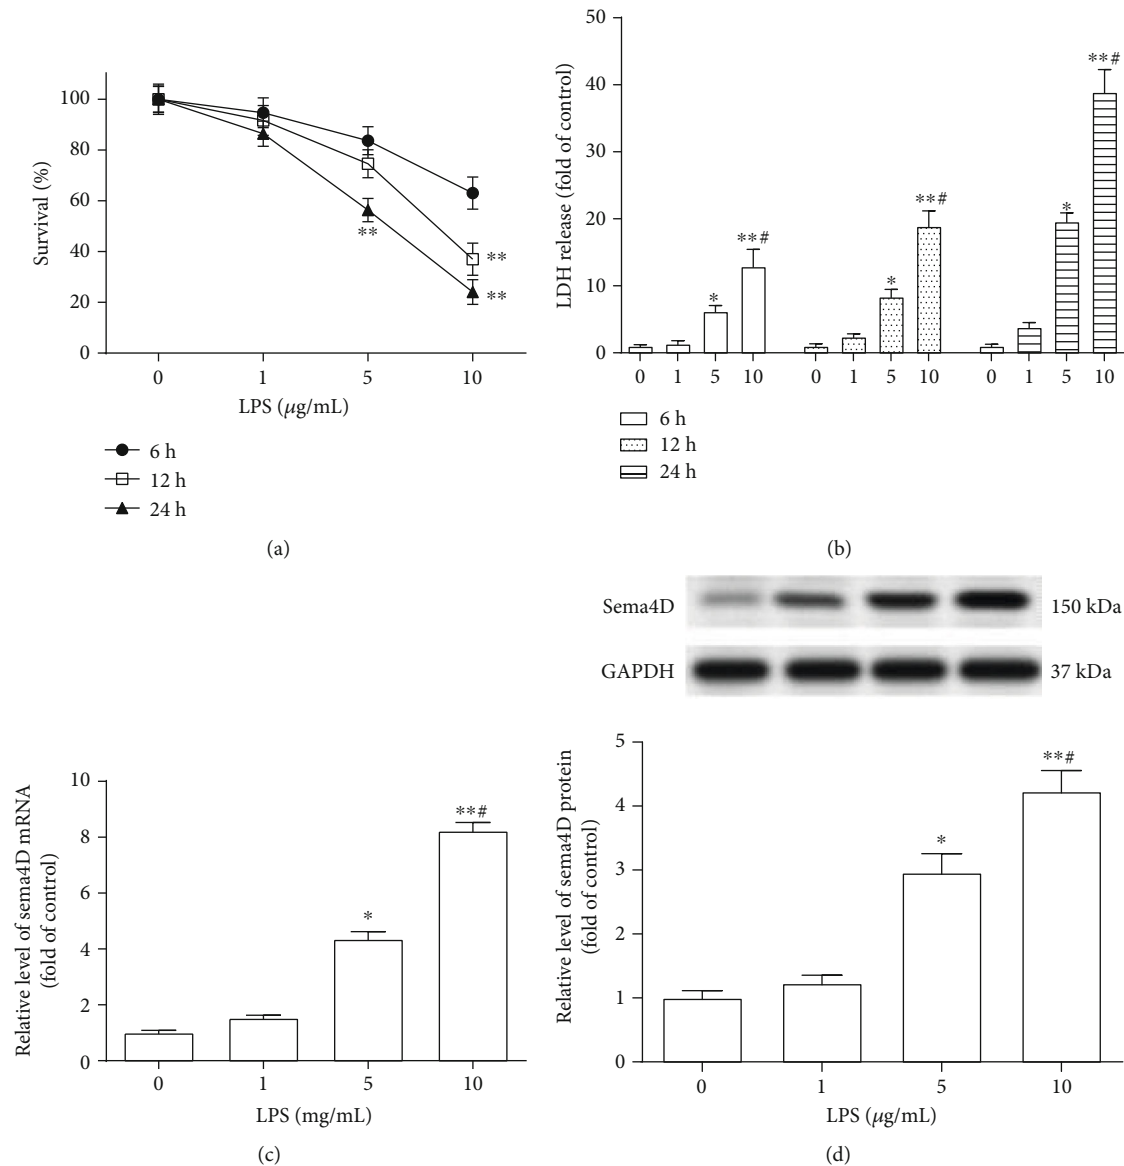 100
80
60
40
20
0
Survival (%)
**
**
**
0 1 5 10
LPS (μg/mL)
6 h
12 h
24 h
(a)
50
40
30
20
10
0
LDH release (fold of control)
*
**#
*
**#
*
**#
0 1 5 10 0 1 5 10 0 1 5 10
6 h
12 h
24 h
(b)
10
8
6
4
2
0
Relative level of sema4D mRNA
(fold of control)
*
**#
0 1 5 10
LPS (mg/mL)
(c)
Sema4D 150 kDa
GAPDH 37 kDa
5
4
3
2
1
0
Relative level of sema4D protein
(fold of control)
*
**#
0 1 5 10
LPS (μg/mL)
(d)